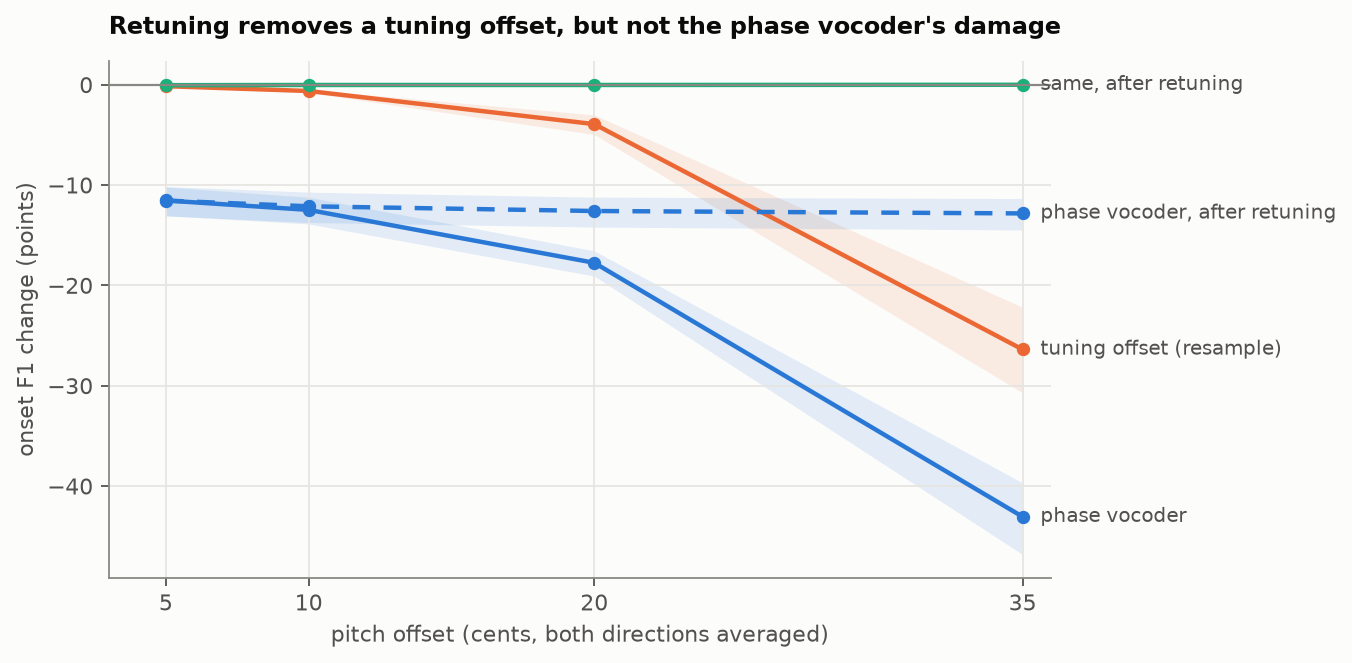 Retuning removes a tuning offset, but not the phase vocoder's damage
onset F1 change (points)
0
−10
−20
−30
−40
same, after retuning
phase vocoder, after retuning
tuning offset (resample)
phase vocoder
5
10
20
35
pitch offset (cents, both directions averaged)